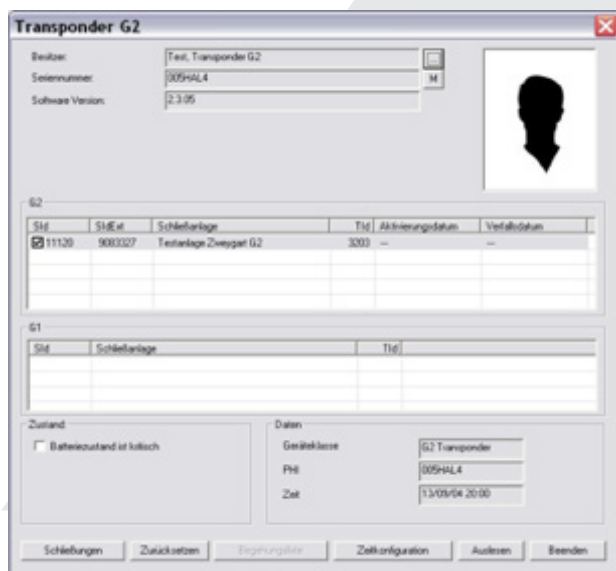 Transponder G2
Besitzer: Test, Transponder G2
Seriennummer: 005HAL4
M
Software Version: 2.3.05
G2
SId SIdExt Schließanlage TId Aktivierungsdatum Verfallsdatum
11120 9083327 Testanlage Zweygart G2 3203 -- --
G1
SId Schließanlage TId
Zustand
Batteriezustand ist kritisch
Daten
Geräteklasse G2 Transponder
PHI 005HAL4
Zeit 13/09/04 20:00
Schließungen Zurücksetzen Begehungsliste Zeitkonfiguration Auslesen Beenden